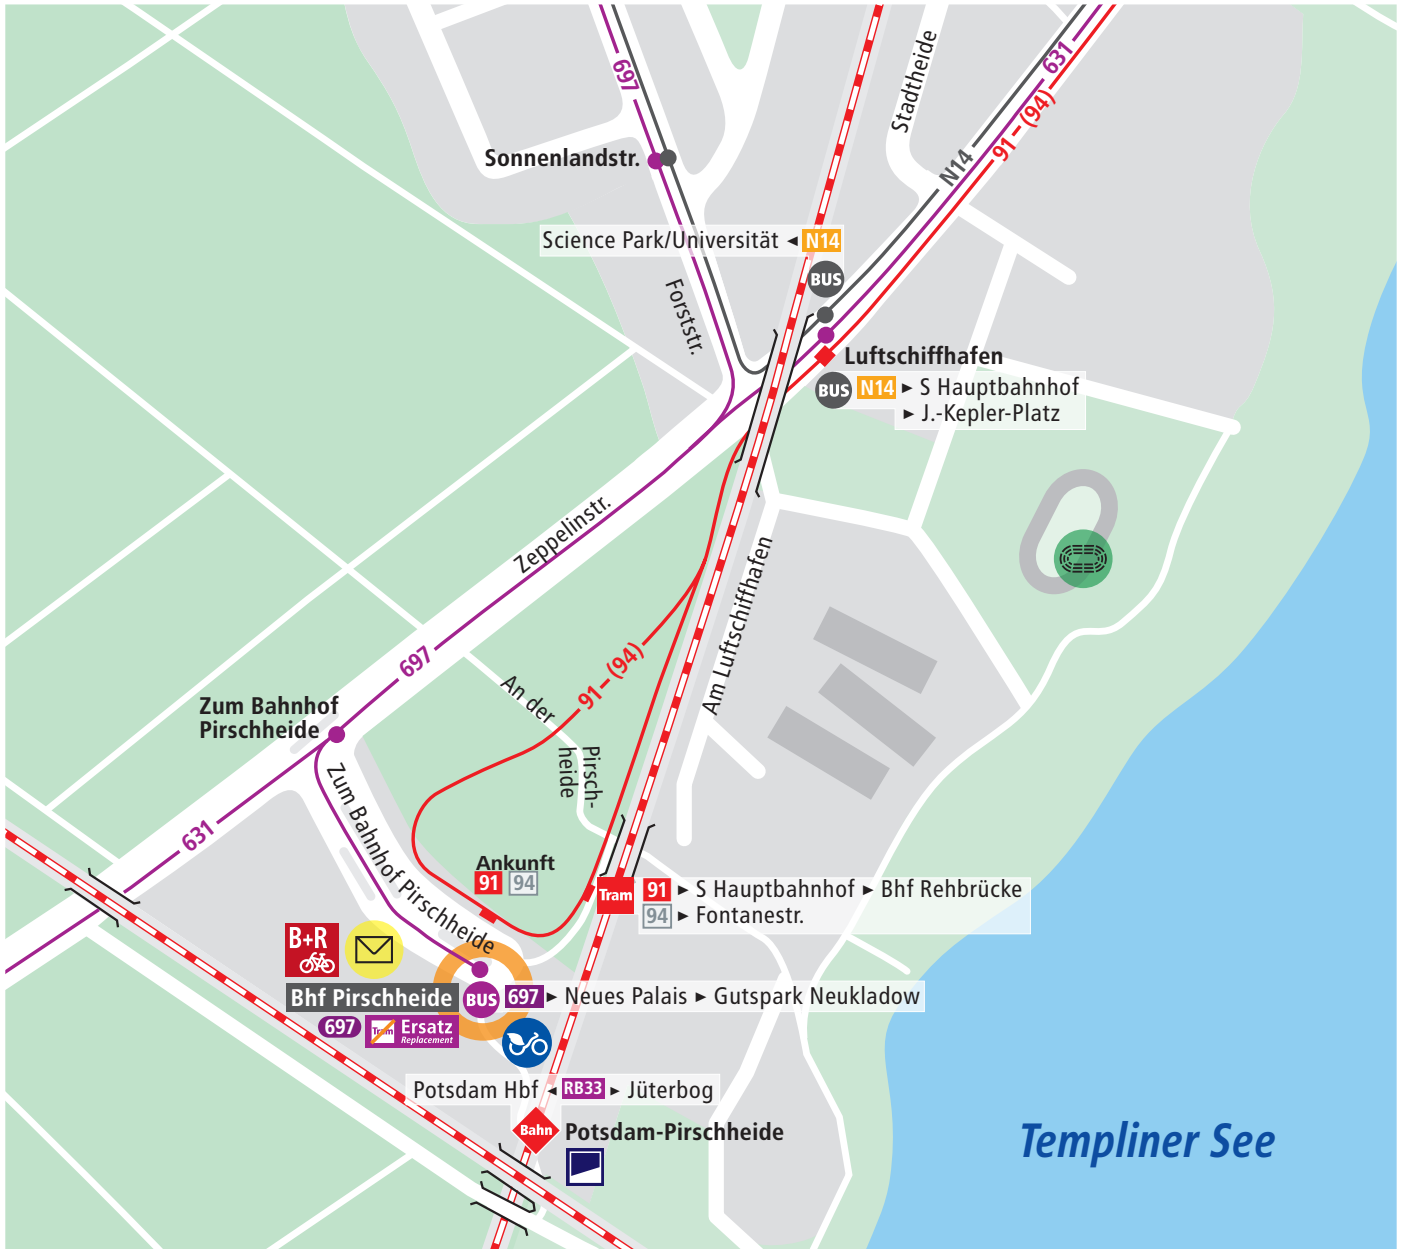 697
Stadtheide
631
91–(94)
N14
Sonnenlandstr.
Science Park/Universität ◄ N14
BUS
Forststr.
Luftschiffhafen
BUS N14 ► S Hauptbahnhof
► J.-Kepler-Platz
Zeppelinstr.
Am Luftschiffhafen
697
91–(94)
An der
Pirsch-
heide
Zum Bahnhof
Pirschheide
Zum Bahnhof Pirschheide
631
Ankunft
91 94
Tram 91 ► S Hauptbahnhof ► Bhf Rehbrücke
94 ► Fontanestr.
B+R
Bhf Pirschheide BUS 697 ► Neues Palais ► Gutspark Neukladow
697 Tram Ersatz
Replacement
Potsdam Hbf ◄ RB33 ► Jüterbog
Bahn Potsdam-Pirschheide
Templiner See